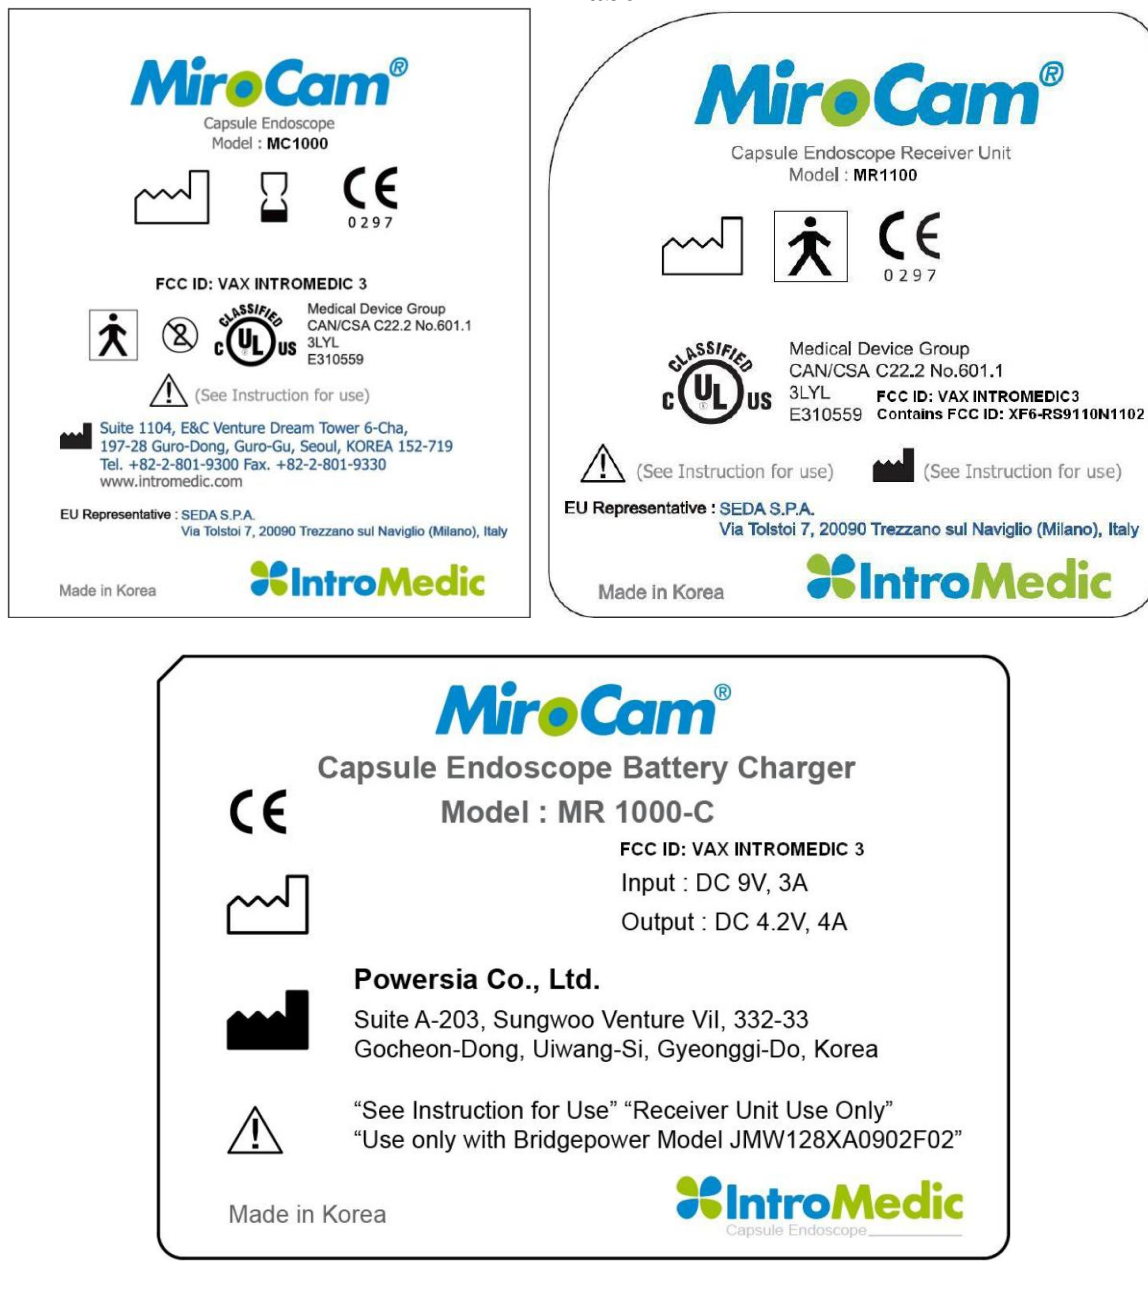 MiroCam®
Capsule Endoscope
Model : MC1000
CE
0297
FCC ID: VAX INTROMEDIC 3
2
CLASSIFIED
C UL US
Medical Device Group
CAN/CSA C22.2 No.601.1
3LYL
E310559
(See Instruction for use)
Suite 1104, E&C Venture Dream Tower 6-Cha,
197-28 Guro-Dong, Guro-Gu, Seoul, KOREA 152-719
Tel. +82-2-801-9300 Fax. +82-2-801-9330
www.intromedic.com
EU Representative : SEDA S.P.A.
Via Tolstoi 7, 20090 Trezzano sul Naviglio (Milano), Italy
Made in Korea
IntroMedic
MiroCam®
Capsule Endoscope Receiver Unit
Model : MR1100
CE
0297
CLASSIFIED
C UL US
Medical Device Group
CAN/CSA C22.2 No.601.1
3LYL FCC ID: VAX INTROMEDIC3
E310559 Contains FCC ID: XF6-RS9110N1102
(See Instruction for use) (See Instruction for use)
EU Representative : SEDA S.P.A.
Via Tolstoi 7, 20090 Trezzano sul Naviglio (Milano), Italy
Made in Korea
IntroMedic
MiroCam®
Capsule Endoscope Battery Charger
CE
Model : MR 1000-C
FCC ID: VAX INTROMEDIC 3
Input : DC 9V, 3A
Output : DC 4.2V, 4A
Powersia Co., Ltd.
Suite A-203, Sungwoo Venture Vil, 332-33
Gocheon-Dong, Uiwang-Si, Gyeonggi-Do, Korea
“See Instruction for Use” “Receiver Unit Use Only”
“Use only with Bridgepower Model JMW128XA0902F02”
Made in Korea
IntroMedic
Capsule Endoscope